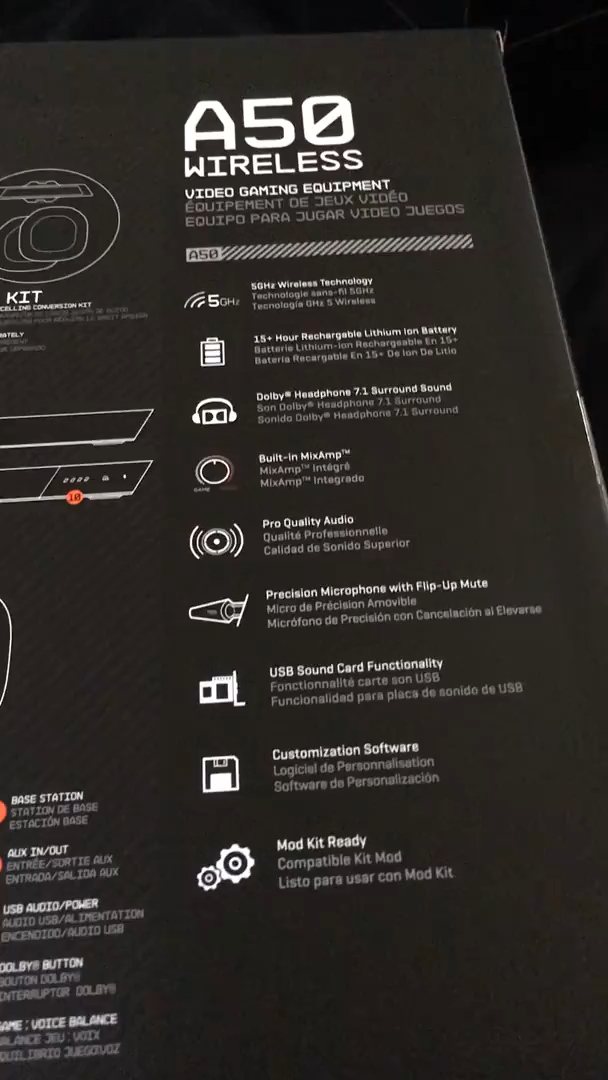 A50
WIRELESS
VIDEO GAMING EQUIPMENT
ÉQUIPEMENT DE JEUX VIDÉO
EQUIPO PARA JUGAR VIDEO JUEGOS
A50
5GHz
5GHz Wireless Technology
Technologie sans-fil 5GHz
Tecnología GHz 5 Wireless
15+ Hour Rechargable Lithium Ion Battery
Batterie Lithium-Ion Rechargeable En 15+
Batería Recargable En 15+ De Ion De Litio
Dolby® Headphone 7.1 Surround Sound
Son Dolby® Headphone 7.1 Surround
Sonido Dolby® Headphone 7.1 Surround
GAME
Built-in MixAmp™
MixAmp™ Intégré
MixAmp™ Integrado
Pro Quality Audio
Qualité Professionnelle
Calidad de Sonido Superior
Precision Microphone with Flip-Up Mute
Micro de Précision Amovible
Micrófono de Precisión con Cancelación al Elevarse
USB Sound Card Functionality
Fonctionnalité carte son USB
Funcionalidad para placa de sonido de USB
Customization Software
Logiciel de Personnalisation
Software de Personalización
Mod Kit Ready
Compatible Kit Mod
Listo para usar con Mod Kit
KIT
CONVERSION KIT
10
BASE STATION
STATION DE BASE
ESTACIÓN BASE
AUX IN/OUT
ENTRÉE/SORTIE AUX
ENTRADA/SALIDA AUX
USB AUDIO/POWER
AUDIO USB/ALIMENTATION
ENCENDIDO/AUDIO USB
DOLBY® BUTTON
BOUTON DOLBY®
INTERRUPTOR DOLBY®
: VOICE BALANCE
JEU : VOIX
JUEGO/VOZ